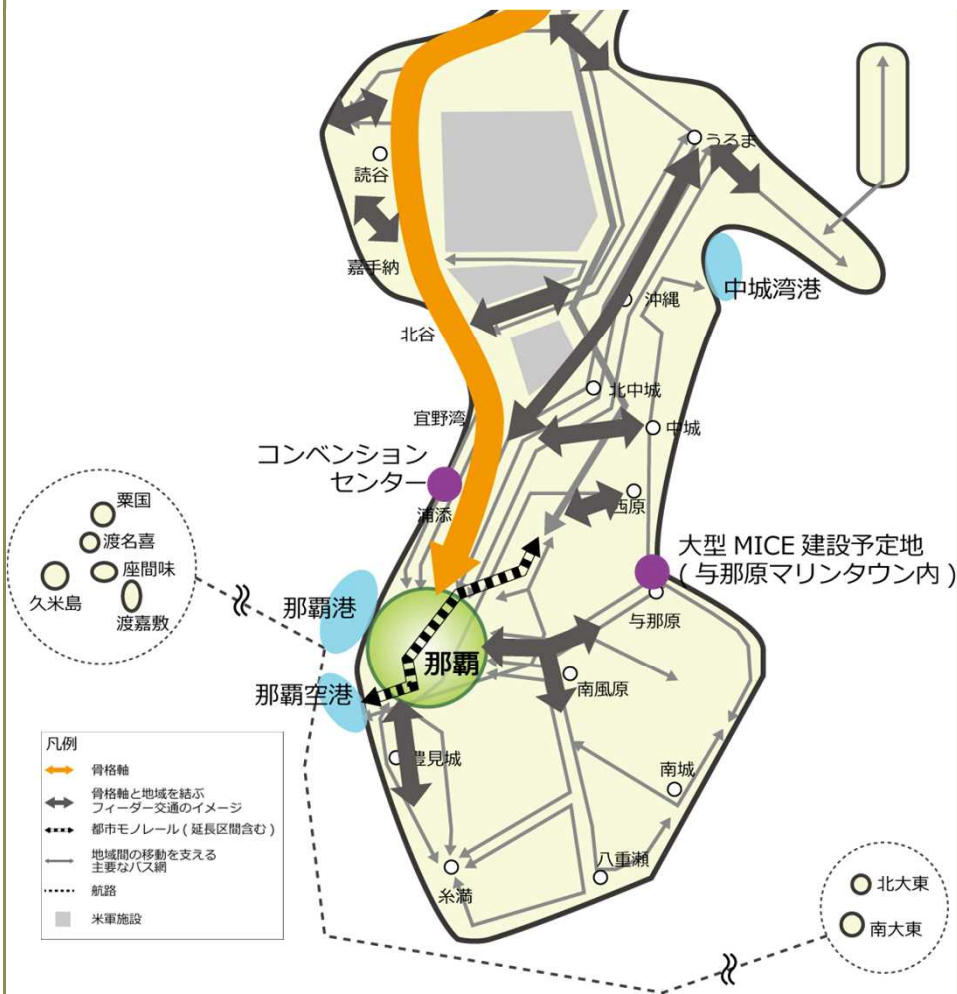 うるま
読谷
嘉手納
中城湾港
沖縄
北谷
北中城
宜野湾
中城
コンベンション
センター
浦添
西原
粟国
渡名喜
座間味
久米島
渡嘉敷
大型 MICE 建設予定地
( 与那原マリンタウン内 )
那覇港
与那原
那覇
南風原
那覇空港
凡例
骨格軸
骨格軸と地域を結ぶ
フィーダー交通のイメージ
都市モノレール ( 延長区間含む )
地域間の移動を支える
主要なバス網
航路
米軍施設
豊見城
南城
八重瀬
糸満
北大東
南大東